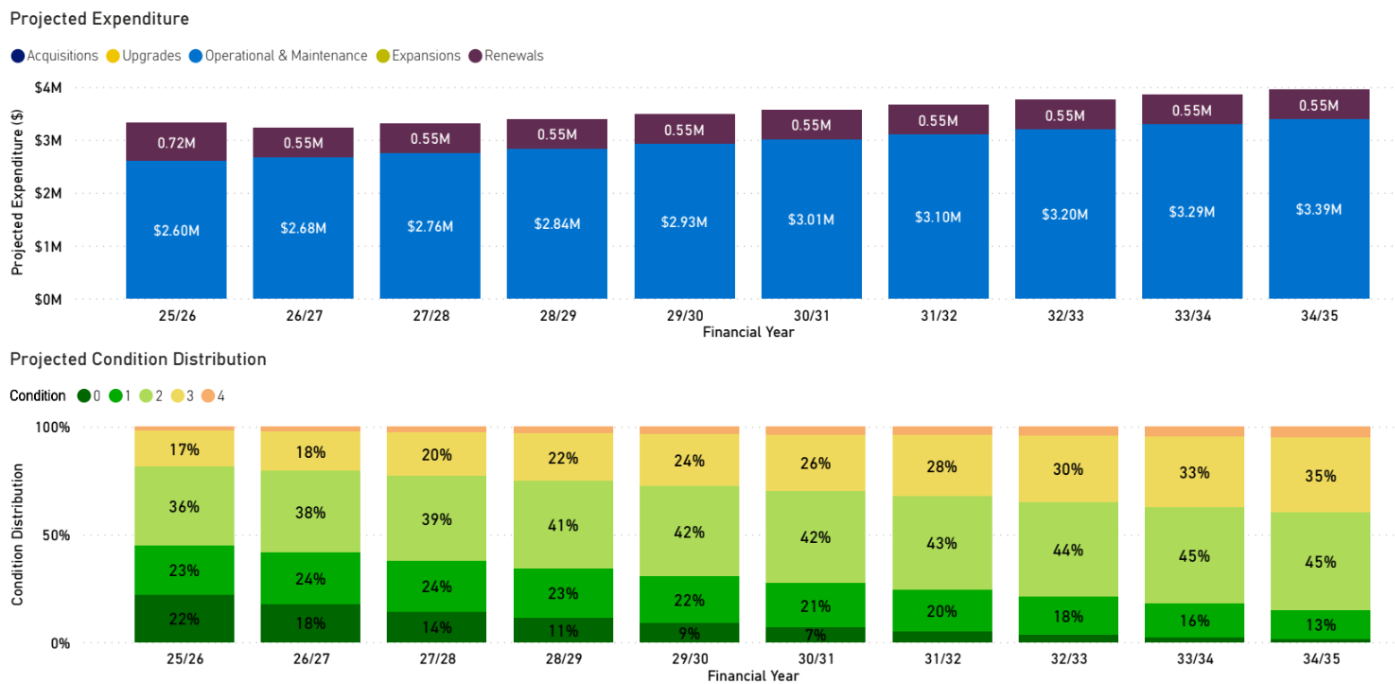 Projected Expenditure
Acquisitions Upgrades Operational & Maintenance Expansions Renewals
Projected Expenditure ($)
$4M
$3M
$2M
$1M
$0M
0.72M 0.55M 0.55M 0.55M 0.55M 0.55M 0.55M 0.55M 0.55M 0.55M
$2.60M $2.68M $2.76M $2.84M $2.93M $3.01M $3.10M $3.20M $3.29M $3.39M
25/26 26/27 27/28 28/29 29/30 30/31 31/32 32/33 33/34 34/35
Financial Year
Projected Condition Distribution
Condition 0 1 2 3 4
Condition Distribution
100%
50%
0%
17% 18% 20% 22% 24% 26% 28% 30% 33% 35%
36% 38% 39% 41% 42% 42% 43% 44% 45% 45%
23% 24% 24% 23% 22% 21% 20% 18% 16% 13%
22% 18% 14% 11% 9% 7%
25/26 26/27 27/28 28/29 29/30 30/31 31/32 32/33 33/34 34/35
Financial Year